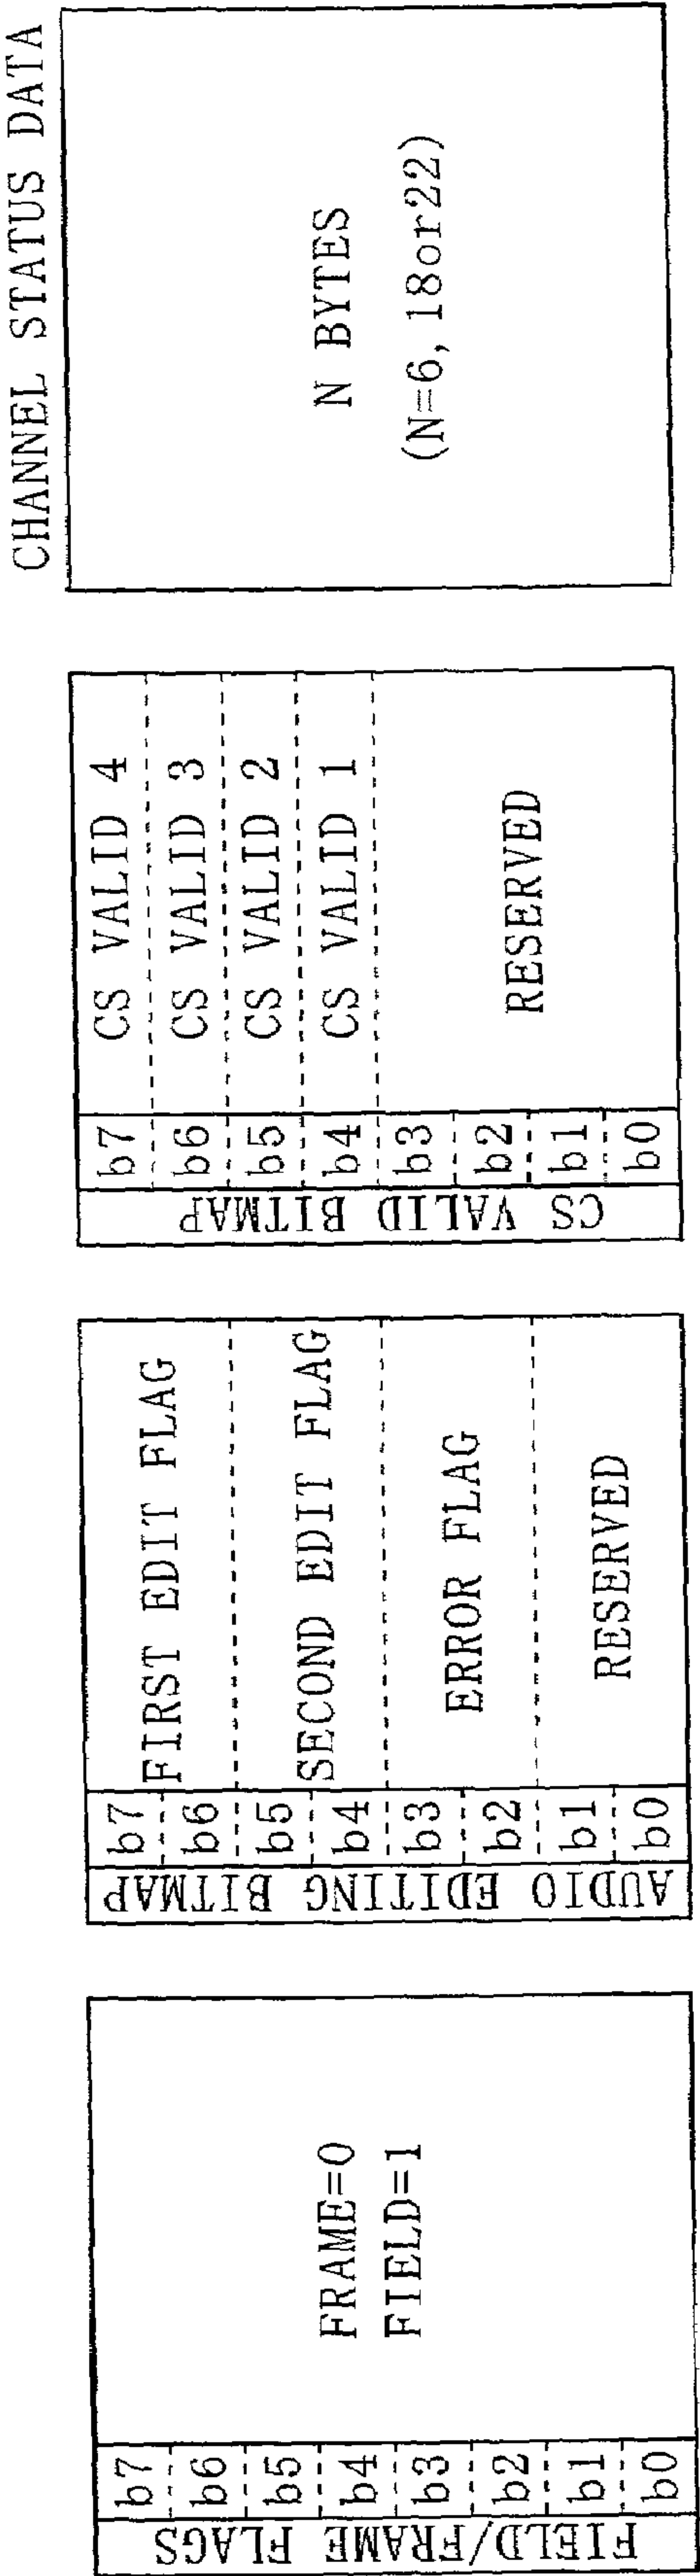 FIELD/FRAME FLAGS
b7
b6
b5
b4
b3
b2
b1
b0
FRAME=0
FIELD=1
AUDIO EDITING BITMAP
b7
b6
b5
b4
b3
b2
b1
b0
FIRST EDIT FLAG
SECOND EDIT FLAG
ERROR FLAG
RESERVED
CS VALID BITMAP
b7
b6
b5
b4
b3
b2
b1
b0
CS VALID 4
CS VALID 3
CS VALID 2
CS VALID 1
RESERVED
CHANNEL STATUS DATA
N BYTES
(N=6, 18or22)